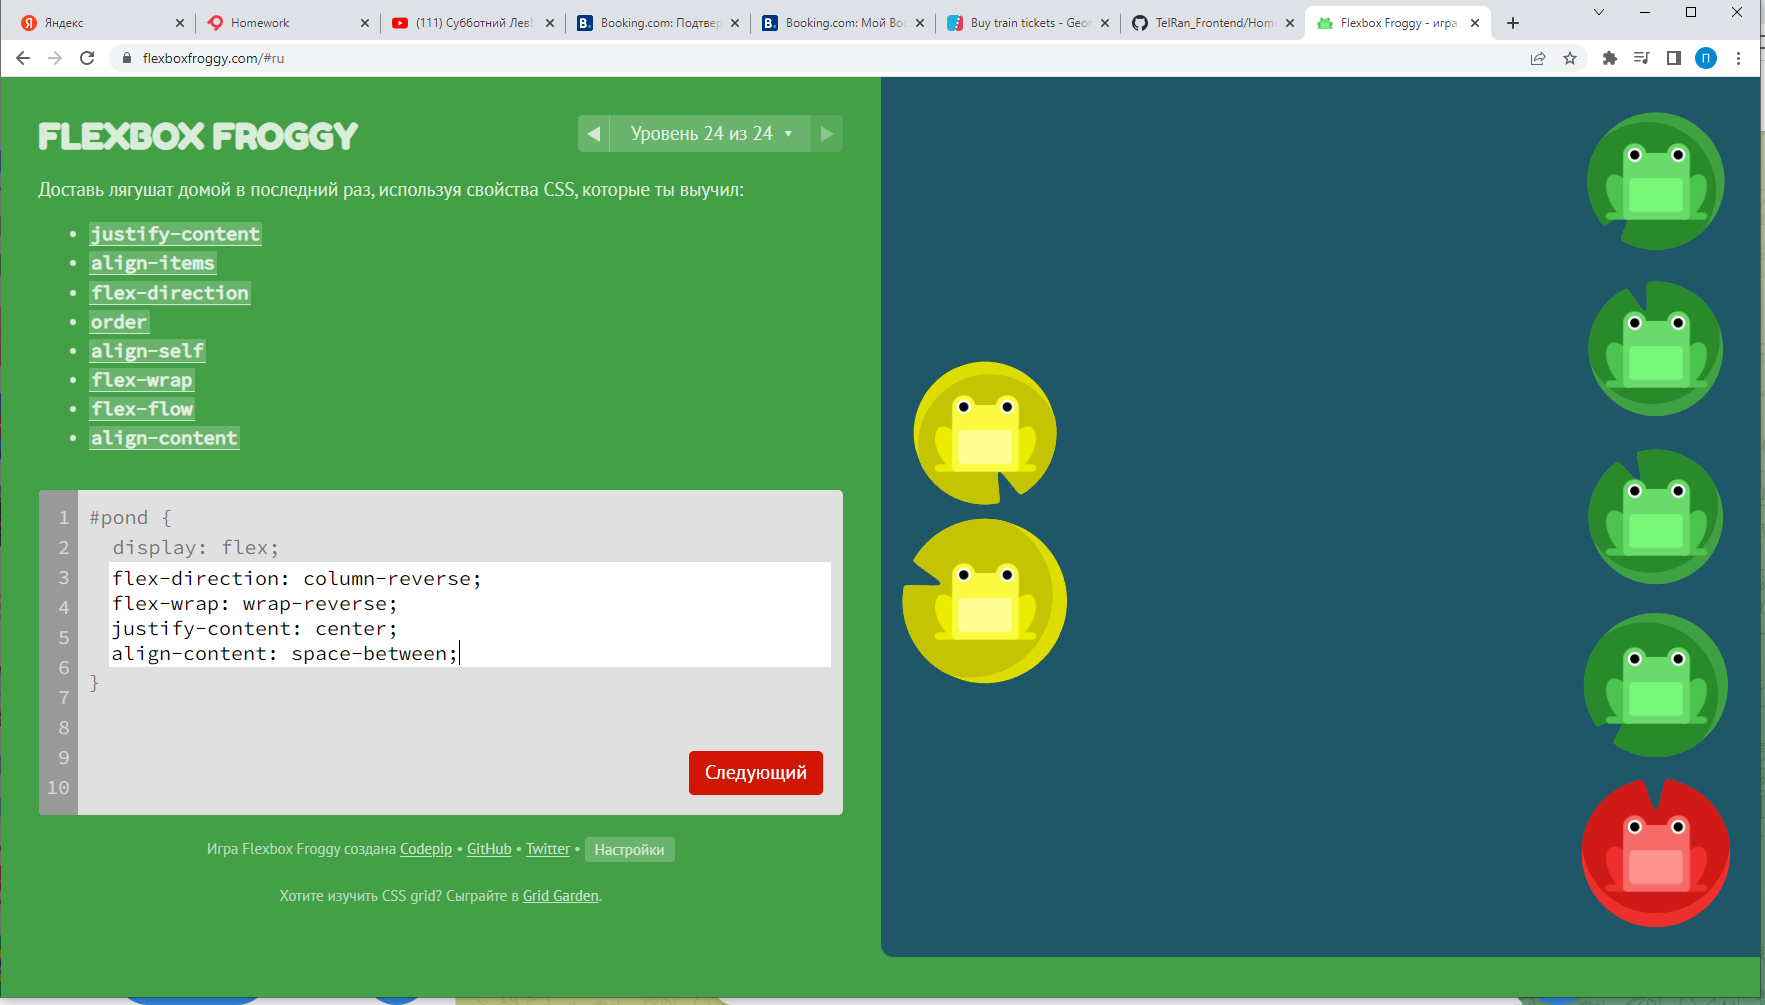 Яндекс
Homework
(111) Субботний Лев!
Booking.com: Подтвер
Booking.com: Мой Вос
Buy train tickets - Geor
TelRan_Frontend/Home
Flexbox Froggy - игра
flexboxfroggy.com/#ru
П
FLEXBOX FROGGY
Уровень 24 из 24
Доставь лягушат домой в последний раз, используя свойства CSS, которые ты выучил:
• justify-content
• align-items
• flex-direction
• order
• align-self
• flex-wrap
• flex-flow
• align-content
1 #pond {
2 display: flex;
3 flex-direction: column-reverse;
4 flex-wrap: wrap-reverse;
5 justify-content: center;
6 align-content: space-between;
7 }
8
9
10
Следующий
Игра Flexbox Froggy создана Codepip • GitHub • Twitter • Настройки
Хотите изучить CSS grid? Сыграйте в Grid Garden.